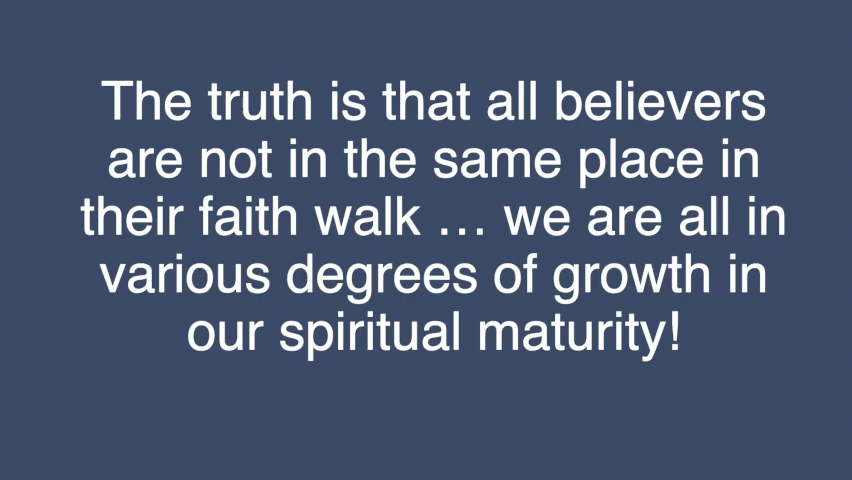 The truth is that all believers
are not in the same place in
their faith walk … we are all in
various degrees of growth in
our spiritual maturity!